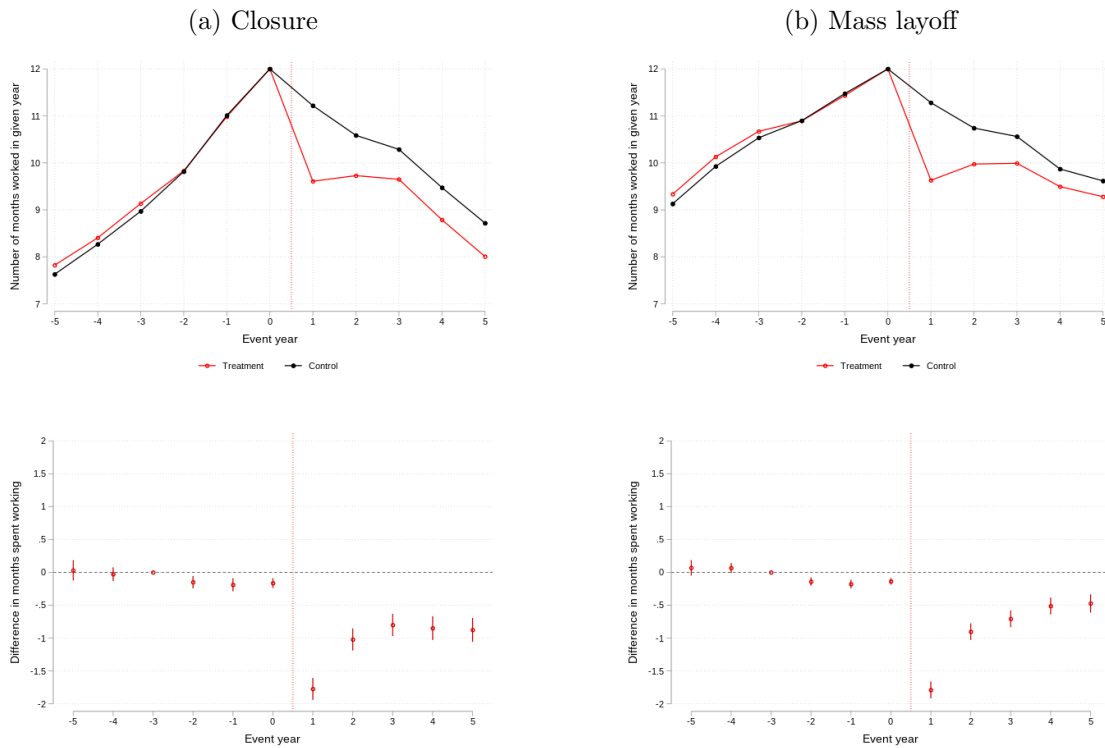 (a) Closure
(b) Mass layoff
Number of months worked in given year
12
11
10
9
8
7
-5 -4 -3 -2 -1 0 1 2 3 4 5
Event year
Treatment Control
Number of months worked in given year
12
11
10
9
8
7
-5 -4 -3 -2 -1 0 1 2 3 4 5
Event year
Treatment Control
Difference in months spent working
2
1.5
1
.5
0
-.5
-1
-1.5
-2
-5 -4 -3 -2 -1 0 1 2 3 4 5
Event year
Difference in months spent working
2
1.5
1
.5
0
-.5
-1
-1.5
-2
-5 -4 -3 -2 -1 0 1 2 3 4 5
Event year